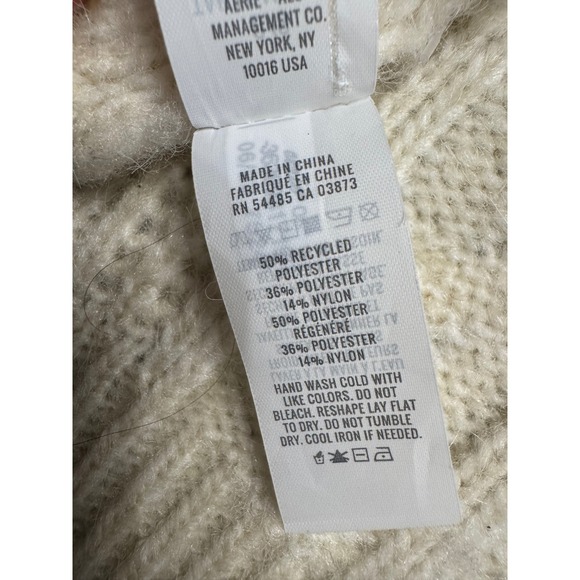 AERIE
MANAGEMENT CO.
NEW YORK, NY
10016 USA
MADE IN CHINA
FABRIQUÉ EN CHINE
RN 54485 CA 03873
50% RECYCLED
POLYESTER
36% POLYESTER
14% NYLON
50% POLYESTER
RÉGÉNÉRÉ
36% POLYESTER
14% NYLON
HAND WASH COLD WITH
LIKE COLORS. DO NOT
BLEACH. RESHAPE LAY FLAT
TO DRY. DO NOT TUMBLE
DRY. COOL IRON IF NEEDED.